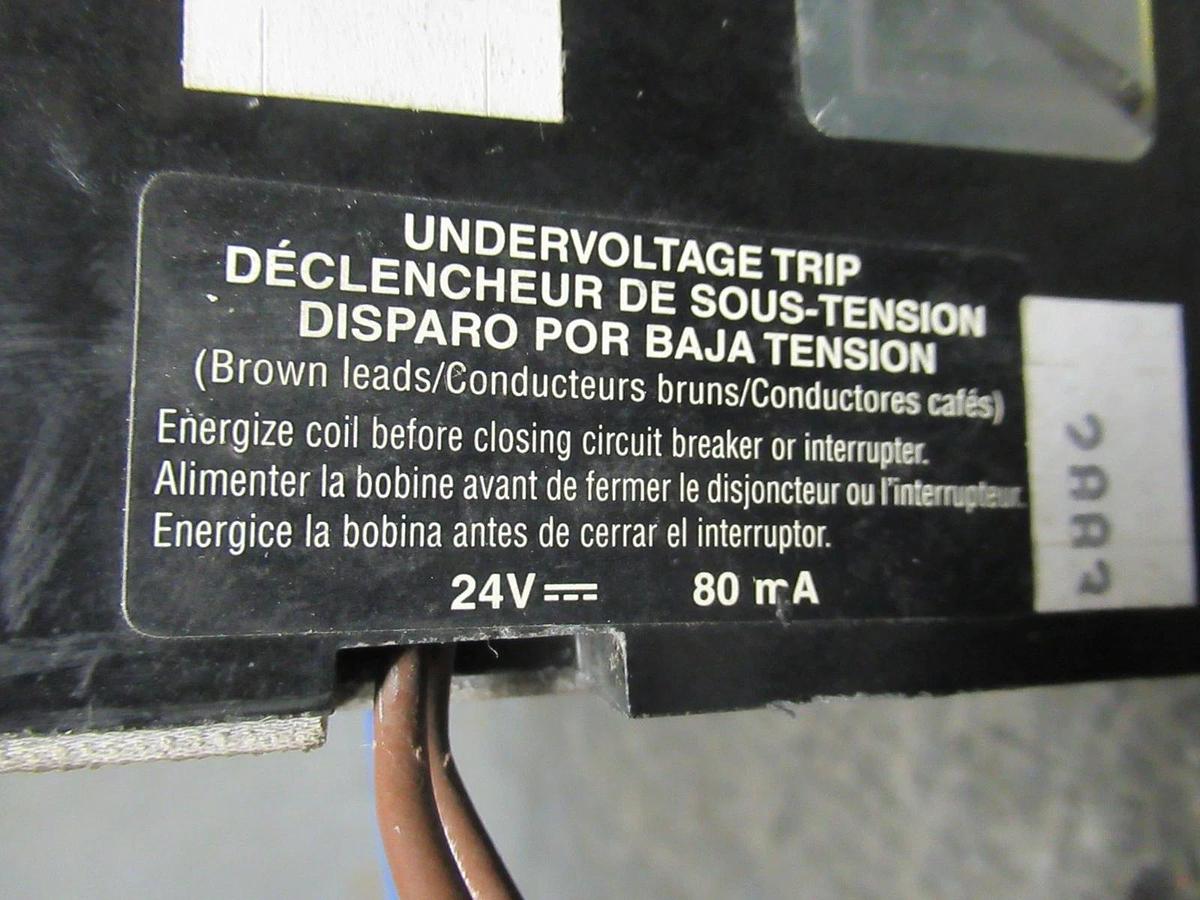 UNDERVOLTAGE TRIP
DÉCLENCHEUR DE SOUS-TENSION
DISPARO POR BAJA TENSION
(Brown leads/Conducteurs bruns/Conductores cafés)
Energize coil before closing circuit breaker or interrupter.
Alimenter la bobine avant de fermer le disjoncteur ou l'interrupteur.
Energice la bobina antes de cerrar el interruptor.
24V⎓ 80 mA